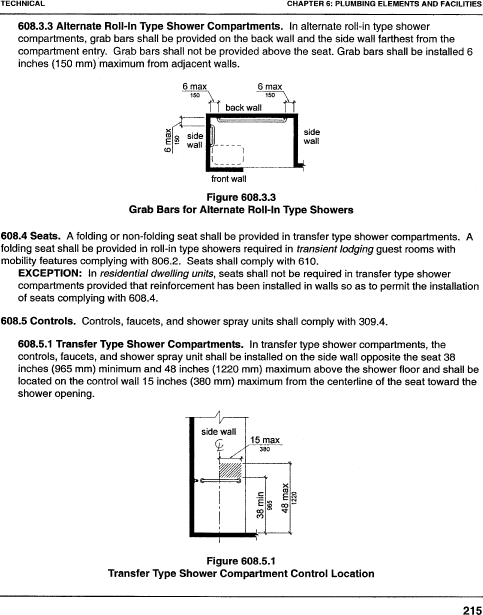 TECHNICAL CHAPTER 6: PLUMBING ELEMENTS AND FACILITIES
608.3.3 Alternate Roll-In Type Shower Compartments. In alternate roll-in type shower
compartments, grab bars shall be provided on the back wall and the side wall farthest from the
compartment entry. Grab bars shall not be provided above the seat. Grab bars shall be installed 6
inches (150 mm) maximum from adjacent walls.
6 max 6 max
150 150
back wall
6 max
150
side
wall
side
wall
front wall
Figure 608.3.3
Grab Bars for Alternate Roll-In Type Showers
608.4 Seats. A folding or non-folding seat shall be provided in transfer type shower compartments. A
folding seat shall be provided in roll-in type showers required in transient lodging guest rooms with
mobility features complying with 806.2. Seats shall comply with 610.
EXCEPTION: In residential dwelling units, seats shall not be required in transfer type shower
compartments provided that reinforcement has been installed in walls so as to permit the installation
of seats complying with 608.4.
608.5 Controls. Controls, faucets, and shower spray units shall comply with 309.4.
608.5.1 Transfer Type Shower Compartments. In transfer type shower compartments, the
controls, faucets, and shower spray unit shall be installed on the side wall opposite the seat 38
inches (965 mm) minimum and 48 inches (1220 mm) maximum above the shower floor and shall be
located on the control wall 15 inches (380 mm) maximum from the centerline of the seat toward the
shower opening.
side wall
℄
15 max
380
38 min
965
48 max
1220
Figure 608.5.1
Transfer Type Shower Compartment Control Location
215